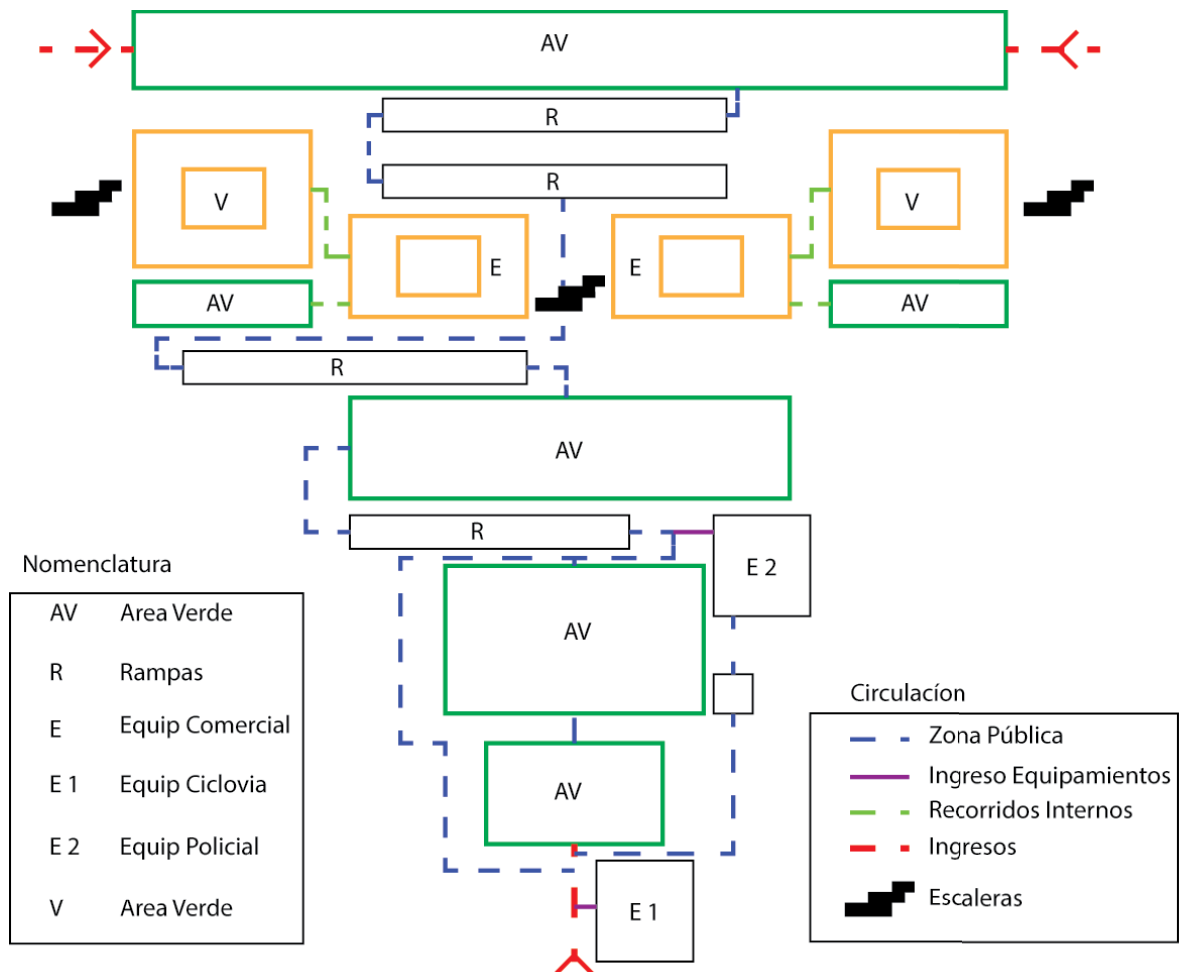 AV
R
R
V
V
E
E
AV
AV
R
AV
R
E 2
AV
AV
E 1
Nomenclatura
AV Area Verde
R Rampas
E Equip Comercial
E 1 Equip Ciclovia
E 2 Equip Policial
V Area Verde
Circulacíon
Zona Pública
Ingreso Equipamientos
Recorridos Internos
Ingresos
Escaleras